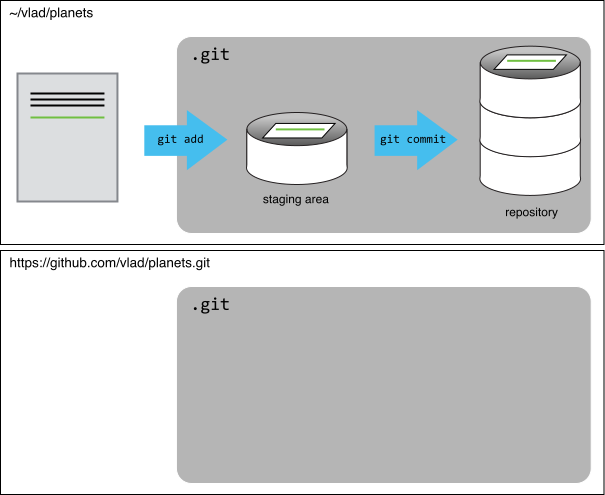 ~/vlad/planets
.git
git add
git commit
staging area
repository
https://github.com/vlad/planets.git
.git